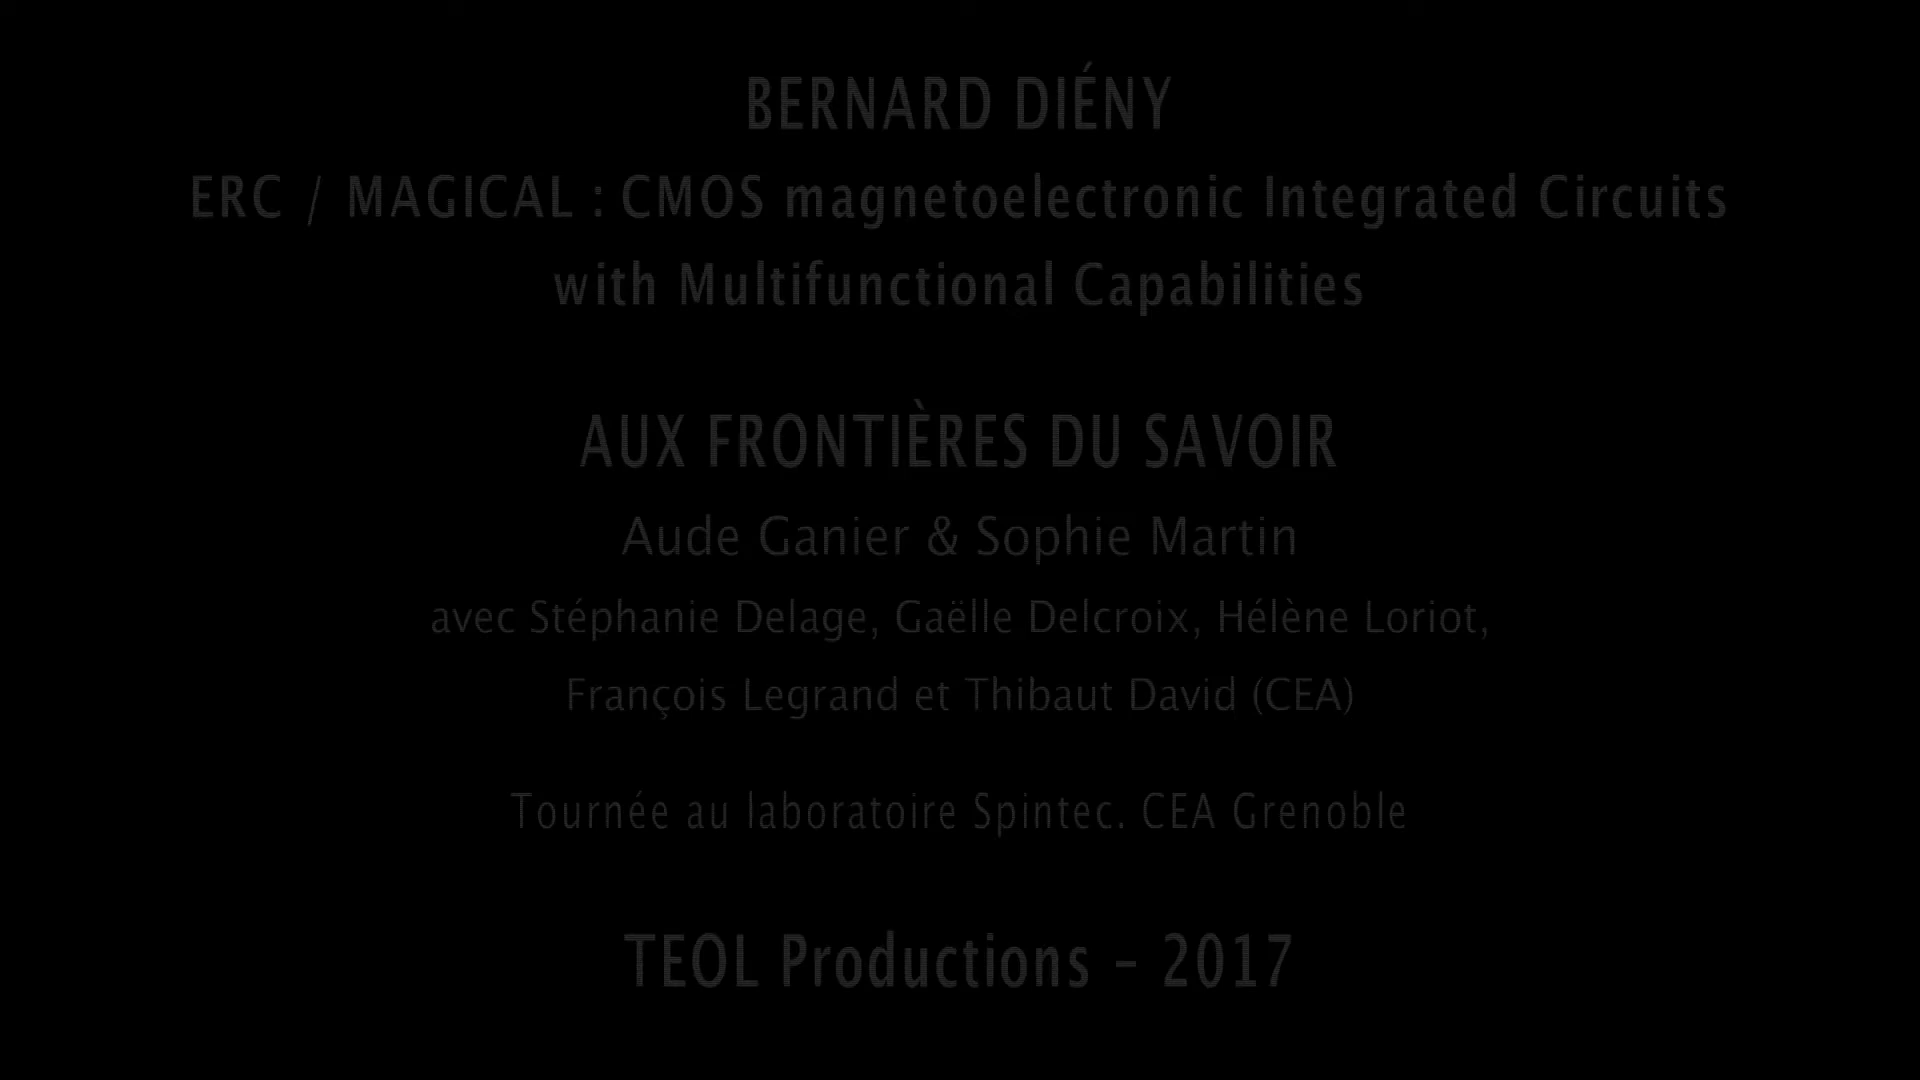 BERNARD DIÉNY
ERC / MAGICAL : CMOS magnetoelectronic Integrated Circuits
with Multifunctional Capabilities
AUX FRONTIÈRES DU SAVOIR
Aude Ganier & Sophie Martin
avec Stéphanie Delage, Gaëlle Delcroix, Hélène Loriot,
François Legrand et Thibaut David (CEA)
Tournée au laboratoire Spintec. CEA Grenoble
TEOL Productions – 2017